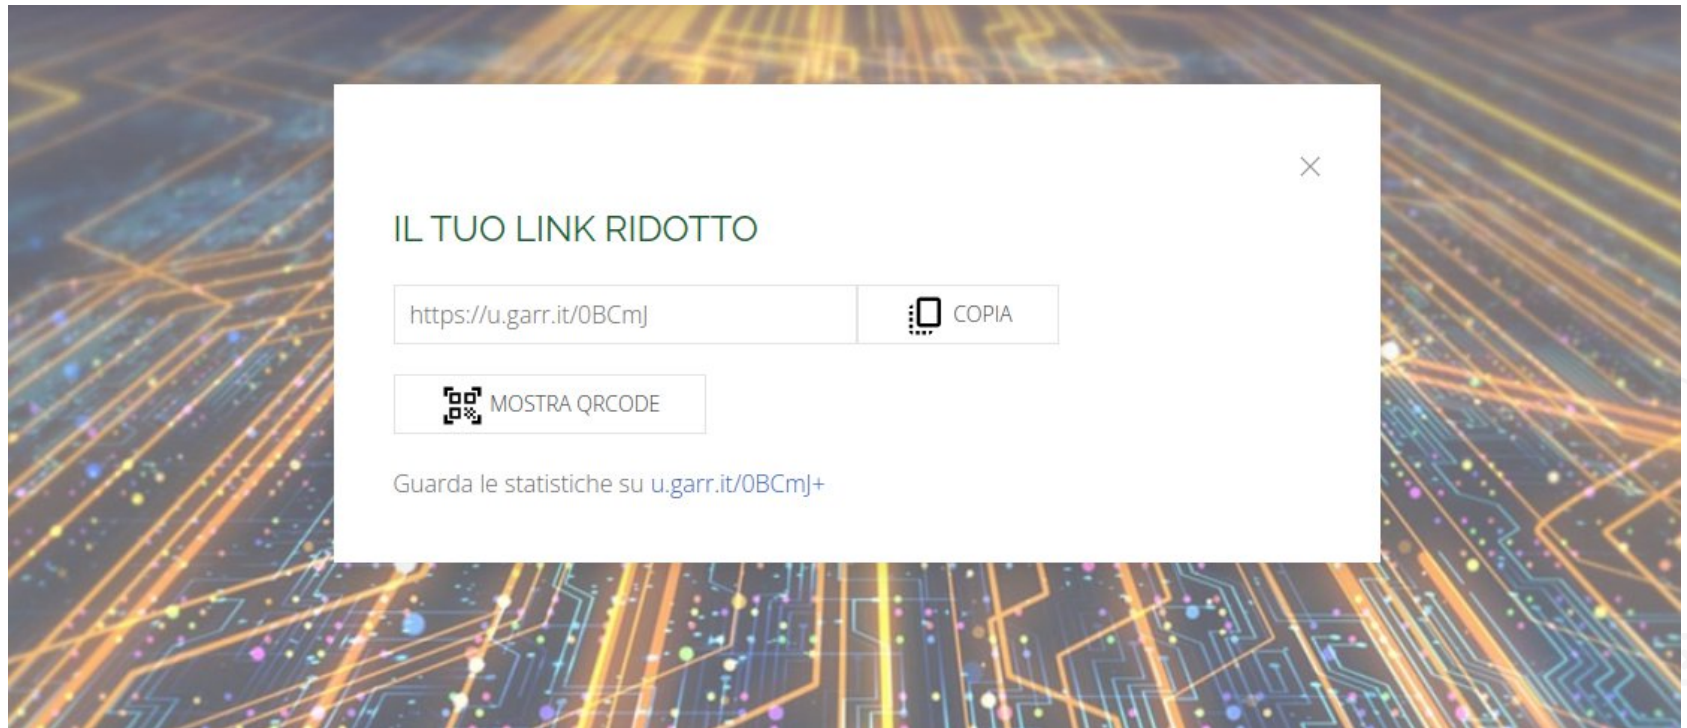 IL TUO LINK RIDOTTO
https://u.garr.it/0BCmJ
COPIA
MOSTRA QRCODE
Guarda le statistiche su u.garr.it/0BCmJ+